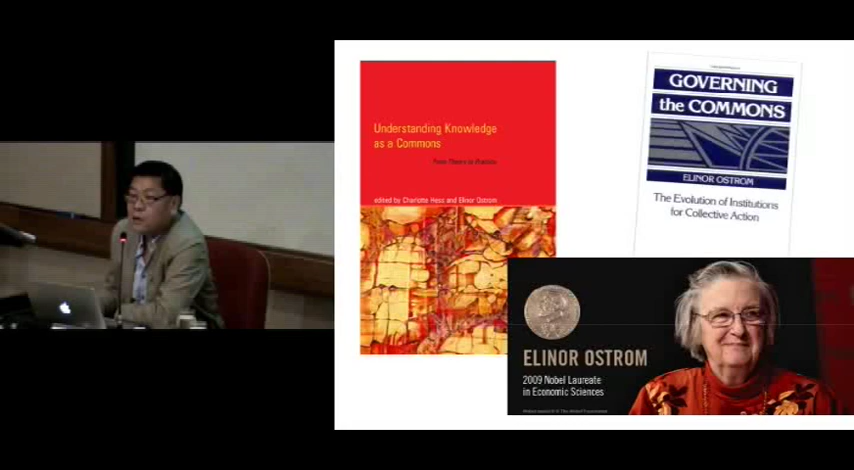 Understanding Knowledge
as a Commons
From Theory to Practice
edited by Charlotte Hess and Elinor Ostrom
GOVERNING
the COMMONS
ELINOR OSTROM
The Evolution of Institutions
for Collective Action
ELINOR OSTROM
2009 Nobel Laureate
in Economic Sciences